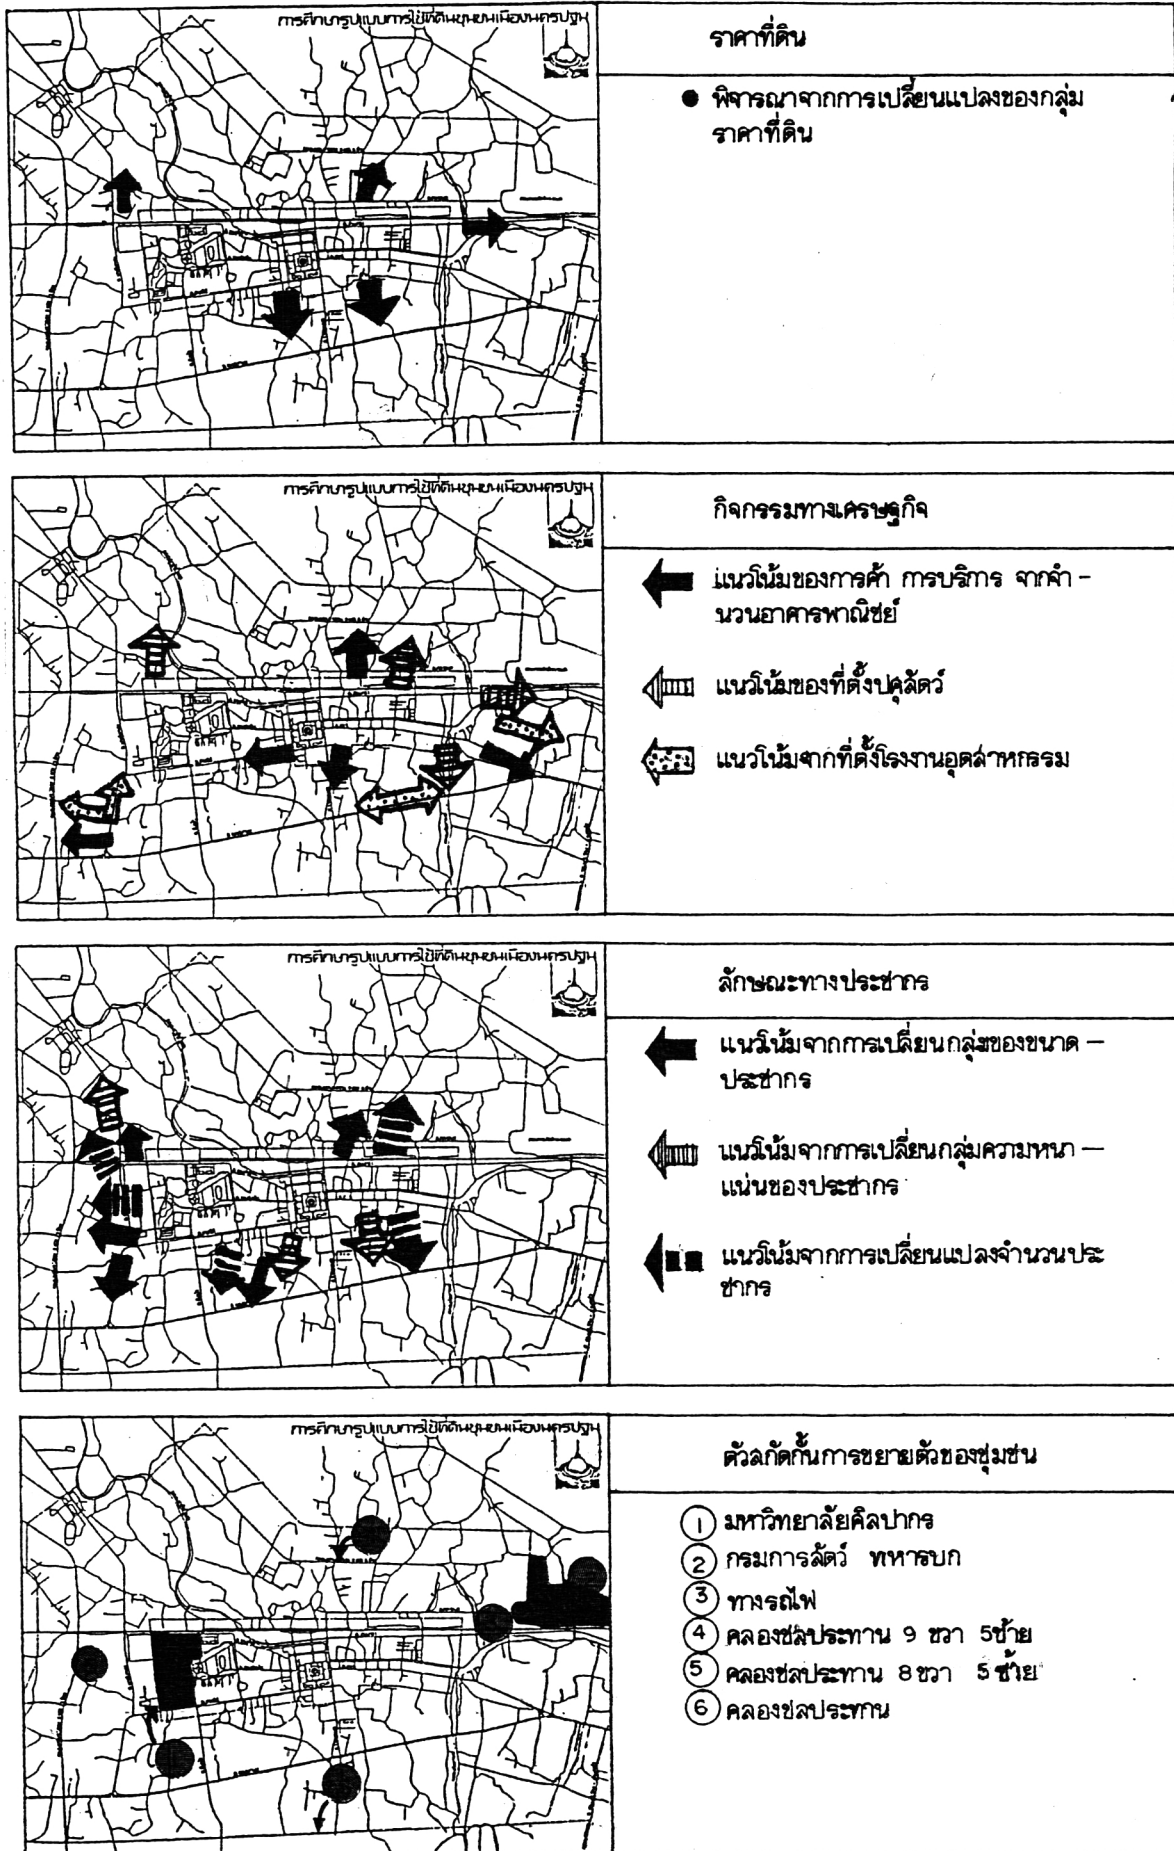 การศึกษารูปแบบการใช้ที่ดินชุมชนเมืองนครปฐม
ราคาที่ดิน
● พิจารณาจากการเปลี่ยนแปลงของกลุ่ม
ราคาที่ดิน
การศึกษารูปแบบการใช้ที่ดินชุมชนเมืองนครปฐม
กิจกรรมทางเศรษฐกิจ
แนวโน้มของการค้า การบริการ จากจำ -
นวนอาคารพาณิชย์
แนวโน้มของที่ตั้งปศุสัตว์
แนวโน้มจากที่ตั้งโรงงานอุตสาหกรรม
การศึกษารูปแบบการใช้ที่ดินชุมชนเมืองนครปฐม
ลักษณะทางประชากร
แนวโน้มจากการเปลี่ยนกลุ่มของขนาด -
ประชากร
แนวโน้มจากการเปลี่ยนกลุ่มความหนา -
แน่นของประชากร
แนวโน้มจากการเปลี่ยนแปลงจำนวนประ
ชากร
การศึกษารูปแบบการใช้ที่ดินชุมชนเมืองนครปฐม
ตัวสกัดกั้นการขยายตัวของชุมชน
1 มหาวิทยาลัยศิลปากร
2 กรมการสัตว์ ทหารบก
3 ทางรถไฟ
4 คลองชลประทาน 9 ขวา 5ซ้าย
5 คลองชลประทาน 8 ขวา 5 ซ้าย
6 คลองชลประทาน